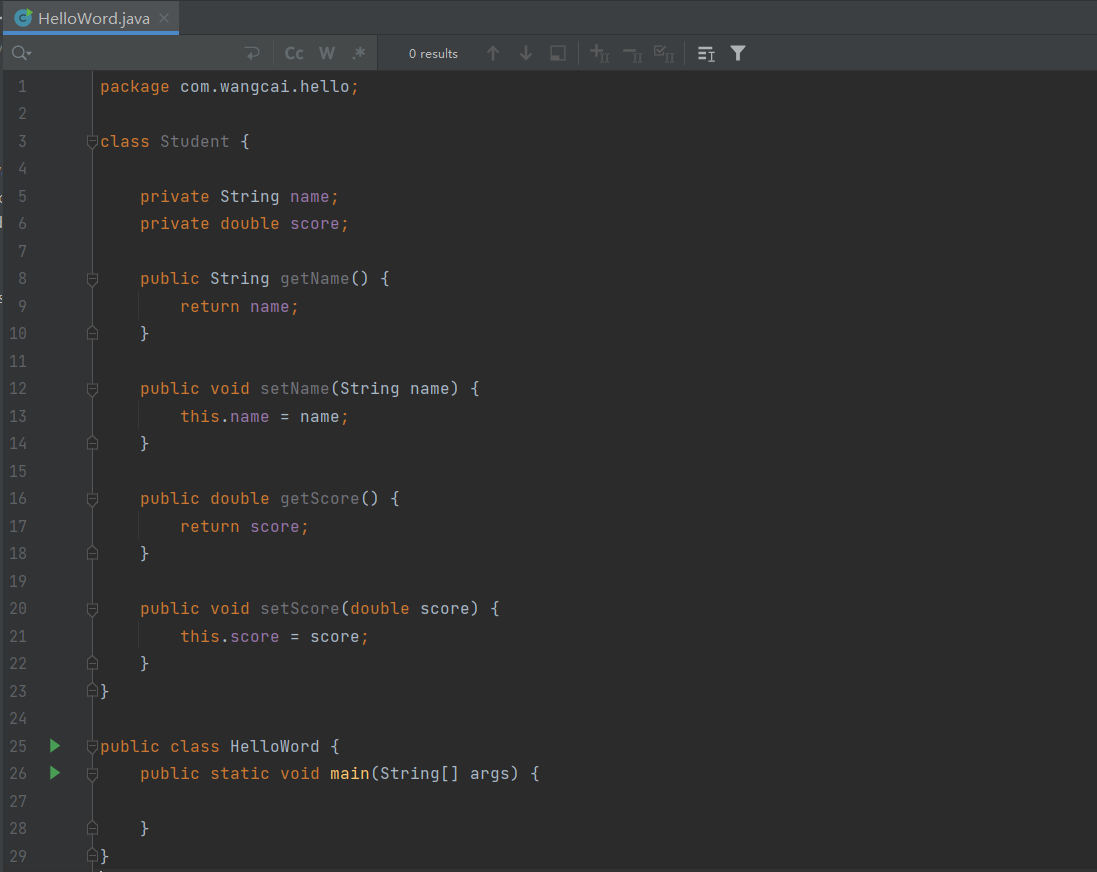 HelloWord.java
Cc W .* 0 results
1 package com.wangcai.hello;
2
3 class Student {
4
5 private String name;
6 private double score;
7
8 public String getName() {
9 return name;
10 }
11
12 public void setName(String name) {
13 this.name = name;
14 }
15
16 public double getScore() {
17 return score;
18 }
19
20 public void setScore(double score) {
21 this.score = score;
22 }
23 }
24
25 public class HelloWord {
26 public static void main(String[] args) {
27
28 }
29 }